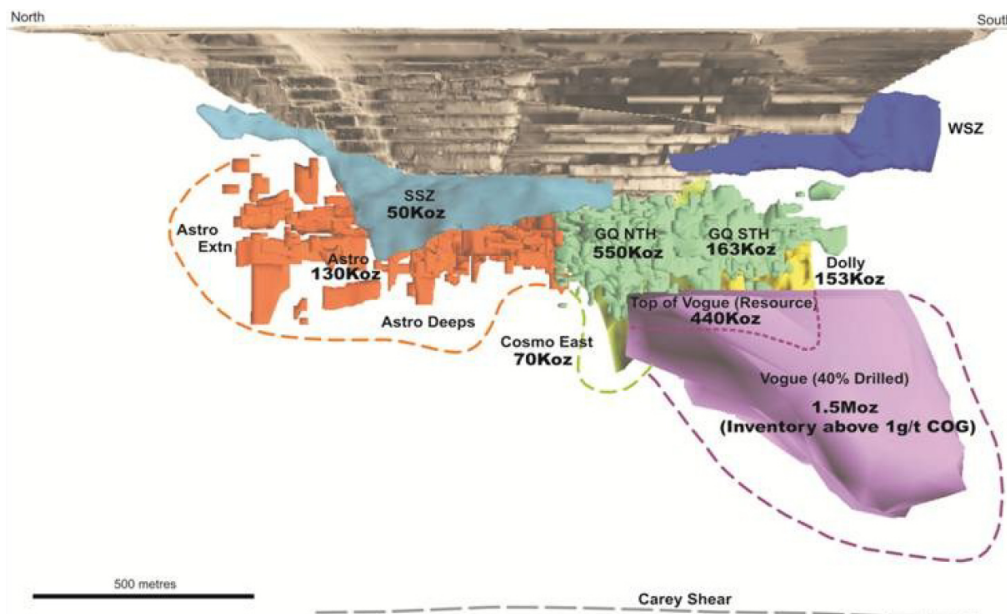 North
South
WSZ
SSZ
50Koz
Astro
Extn
Astro
130Koz
GQ NTH
550Koz
GQ STH
163Koz
Dolly
153Koz
Astro Deeps
Top of Vogue (Resource)
440Koz
Cosmo East
70Koz
Vogue (40% Drilled)
1.5Moz
(Inventory above 1g/t COG)
500 metres
Carey Shear